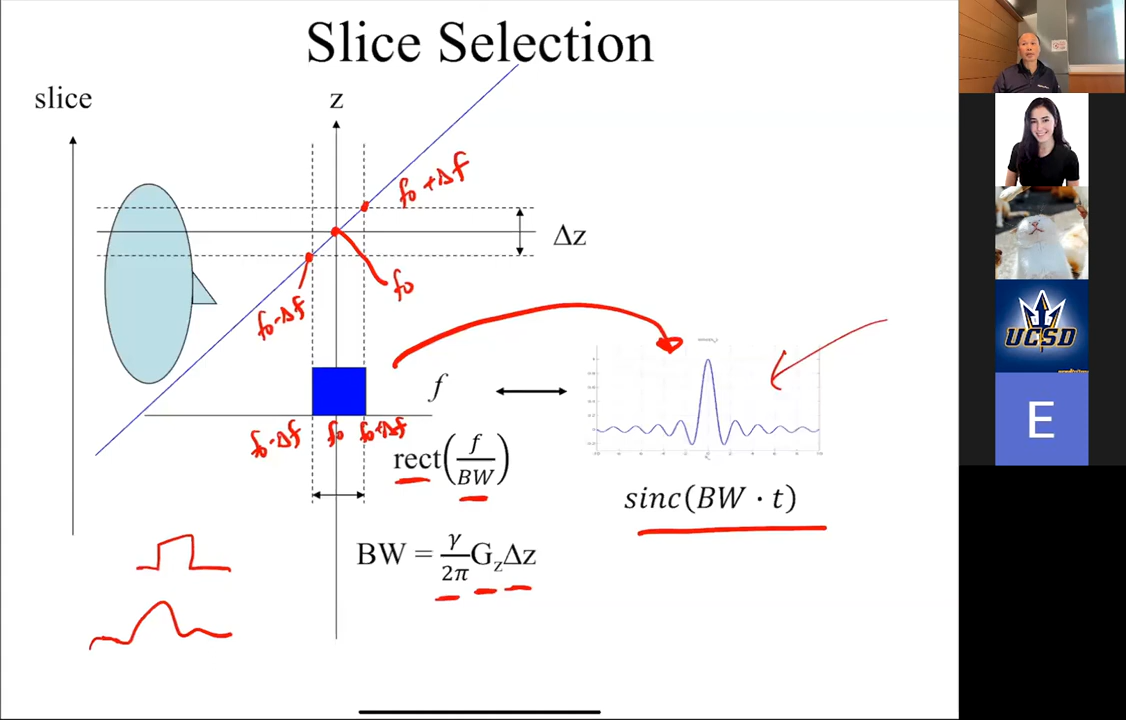 Slice Selection
slice
z
f₀+Δf
Δz
f₀
f₀-Δf
f
f₀-Δf f₀ f₀+Δf
rect(f/BW)
sinc(BW · t)
BW = γ/2π G_zΔz
UCSD
E